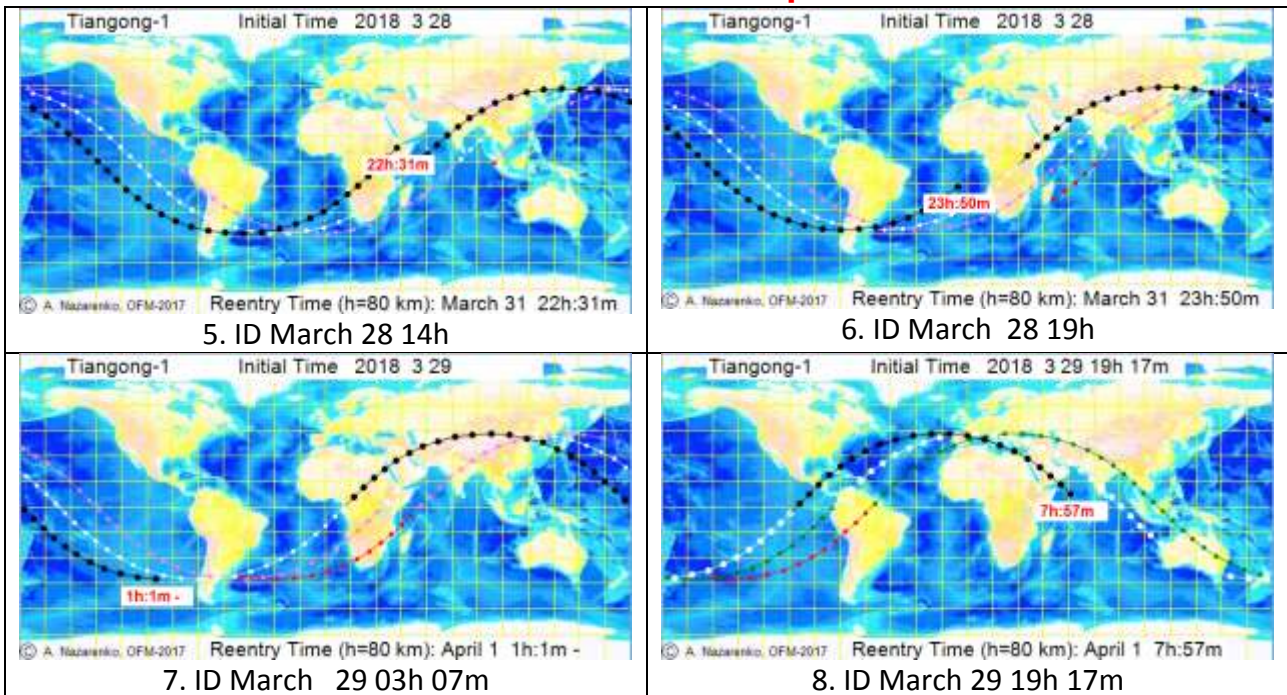 Tiangong-1 Initial Time 2018 3 28
22h:31m
© A. Nazarenko, OFM-2017 Reentry Time (h=80 km): March 31 22h:31m
5. ID March 28 14h
Tiangong-1 Initial Time 2018 3 28
23h:50m
© A. Nazarenko, OFM-2017 Reentry Time (h=80 km): March 31 23h:50m
6. ID March 28 19h
Tiangong-1 Initial Time 2018 3 29
1h:1m -
© A. Nazarenko, OFM-2017 Reentry Time (h=80 km): April 1 1h:1m -
7. ID March 29 03h 07m
Tiangong-1 Initial Time 2018 3 29 19h 17m
7h:57m
© A. Nazarenko, OFM-2017 Reentry Time (h=80 km): April 1 7h:57m
8. ID March 29 19h 17m